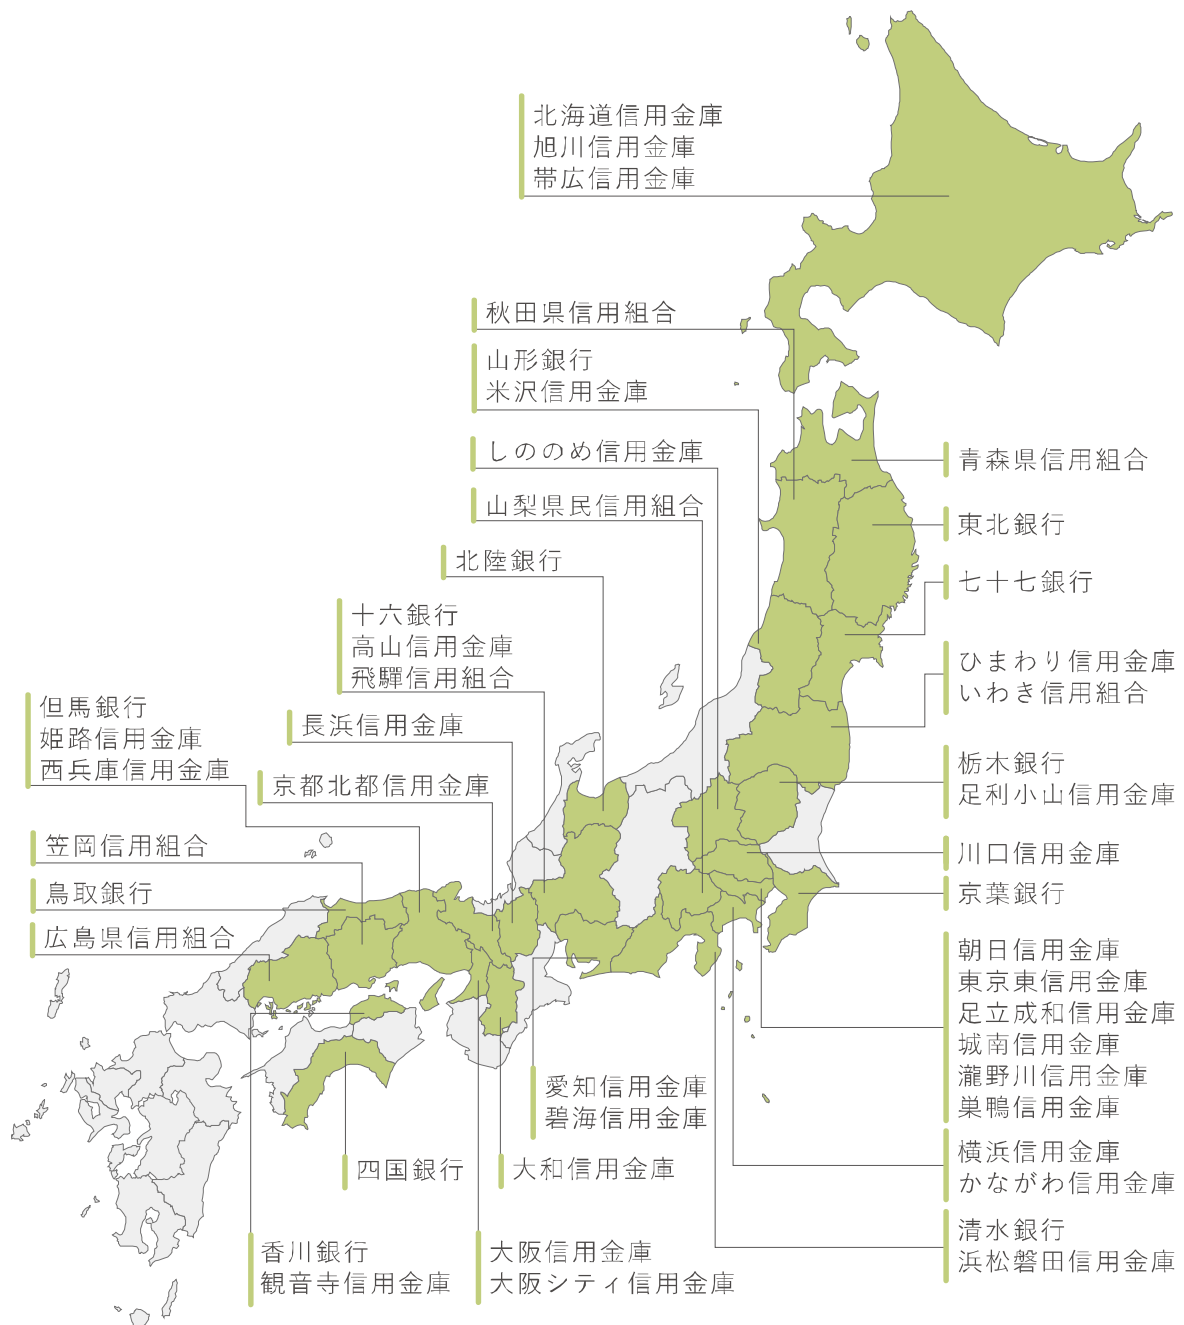 北海道信用金庫
旭川信用金庫
帯広信用金庫
秋田県信用組合
山形銀行
米沢信用金庫
しののめ信用金庫
山梨県民信用組合
北陸銀行
十六銀行
高山信用金庫
飛驒信用組合
長浜信用金庫
但馬銀行
姫路信用金庫
西兵庫信用金庫
京都北都信用金庫
笠岡信用組合
鳥取銀行
広島県信用組合
青森県信用組合
東北銀行
七十七銀行
ひまわり信用金庫
いわき信用組合
栃木銀行
足利小山信用金庫
川口信用金庫
京葉銀行
朝日信用金庫
東京東信用金庫
足立成和信用金庫
城南信用金庫
瀧野川信用金庫
巣鴨信用金庫
横浜信用金庫
かながわ信用金庫
清水銀行
浜松磐田信用金庫
愛知信用金庫
碧海信用金庫
大和信用金庫
四国銀行
大阪信用金庫
大阪シティ信用金庫
香川銀行
観音寺信用金庫